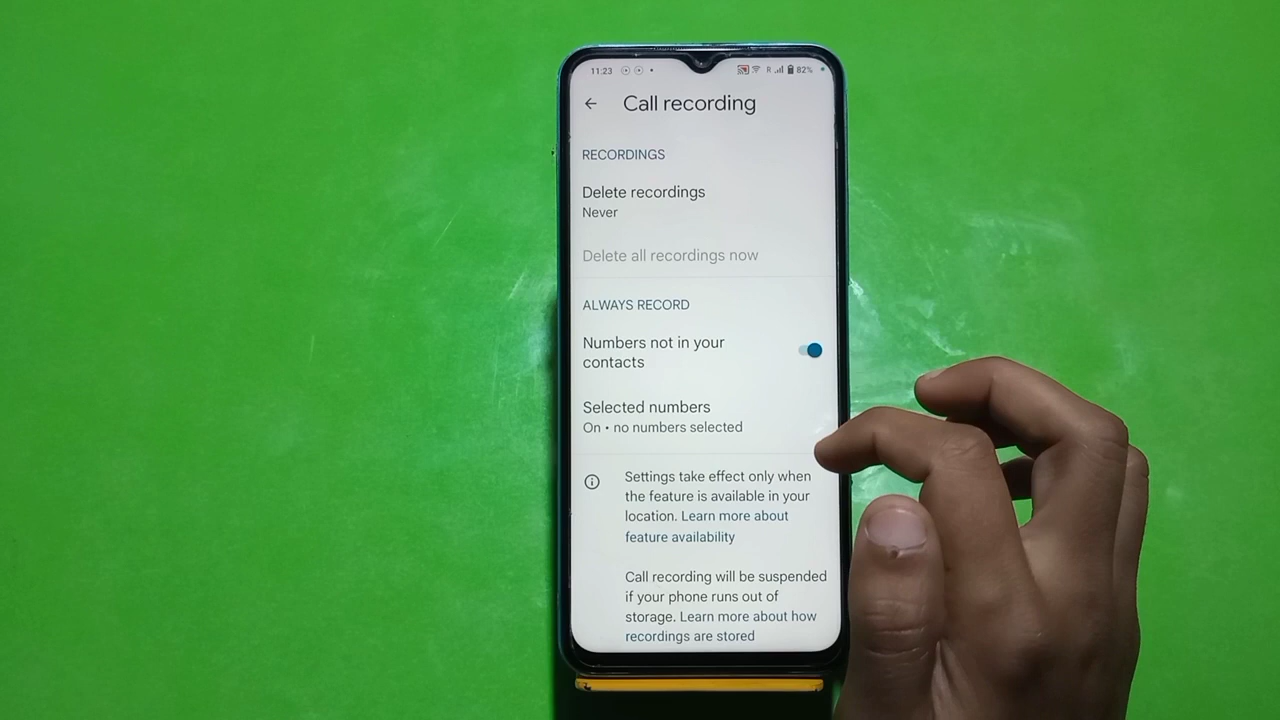 11:23 R 82%
Call recording
RECORDINGS
Delete recordings
Never
Delete all recordings now
ALWAYS RECORD
Numbers not in your
contacts
Selected numbers
On • no numbers selected
Settings take effect only when
the feature is available in your
location. Learn more about
feature availability
Call recording will be suspended
if your phone runs out of
storage. Learn more about how
recordings are stored